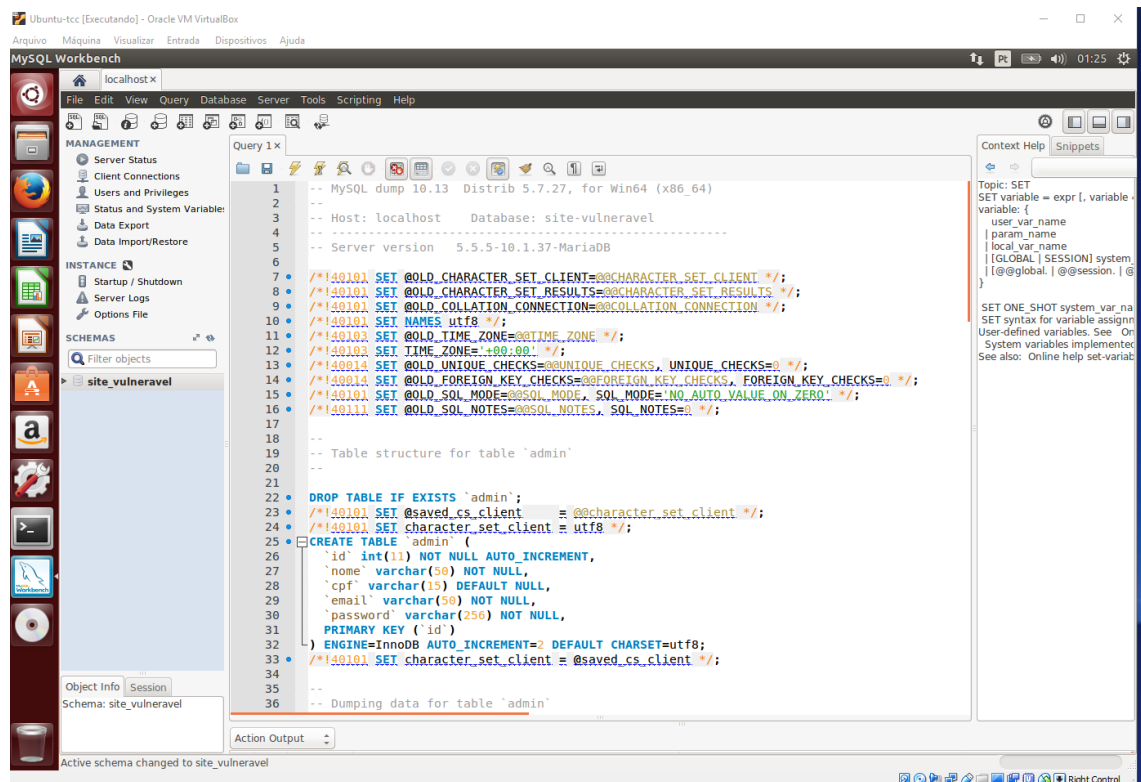 Ubuntu-tcc [Executando] - Oracle VM VirtualBox
Arquivo Máquina Visualizar Entrada Dispositivos Ajuda
MySQL Workbench
Pt 01:25
localhost ×
File Edit View Query Database Server Tools Scripting Help
MANAGEMENT
Server Status
Client Connections
Users and Privileges
Status and System Variable
Data Export
Data Import/Restore
INSTANCE
Startup / Shutdown
Server Logs
Options File
SCHEMAS
Filter objects
site_vulneravel
Object Info Session
Schema: site_vulneravel
Query 1 ×
1 -- MySQL dump 10.13 Distrib 5.7.27, for Win64 (x86_64)
2 --
3 -- Host: localhost Database: site-vulneravel
4 -- ------------------------------------------------------
5 -- Server version 5.5.5-10.1.37-MariaDB
6
7 /*!40101 SET @OLD_CHARACTER_SET_CLIENT=@@CHARACTER_SET_CLIENT */;
8 /*!40101 SET @OLD_CHARACTER_SET_RESULTS=@@CHARACTER_SET_RESULTS */;
9 /*!40101 SET @OLD_COLLATION_CONNECTION=@@COLLATION_CONNECTION */;
10 /*!40101 SET NAMES utf8 */;
11 /*!40103 SET @OLD_TIME_ZONE=@@TIME_ZONE */;
12 /*!40103 SET TIME_ZONE='+00:00' */;
13 /*!40014 SET @OLD_UNIQUE_CHECKS=@@UNIQUE_CHECKS, UNIQUE_CHECKS=0 */;
14 /*!40014 SET @OLD_FOREIGN_KEY_CHECKS=@@FOREIGN_KEY_CHECKS, FOREIGN_KEY_CHECKS=0 */;
15 /*!40101 SET @OLD_SQL_MODE=@@SQL_MODE, SQL_MODE='NO_AUTO_VALUE_ON_ZERO' */;
16 /*!40111 SET @OLD_SQL_NOTES=@@SQL_NOTES, SQL_NOTES=0 */;
17
18 --
19 -- Table structure for table `admin`
20 --
21
22 DROP TABLE IF EXISTS `admin`;
23 /*!40101 SET @saved_cs_client = @@character_set_client */;
24 /*!40101 SET character_set_client = utf8 */;
25 CREATE TABLE `admin` (
26 `id` int(11) NOT NULL AUTO_INCREMENT,
27 `nome` varchar(50) NOT NULL,
28 `cpf` varchar(15) DEFAULT NULL,
29 `email` varchar(50) NOT NULL,
30 `password` varchar(256) NOT NULL,
31 PRIMARY KEY (`id`)
32 ) ENGINE=InnoDB AUTO_INCREMENT=2 DEFAULT CHARSET=utf8;
33 /*!40101 SET character_set_client = @saved_cs_client */;
34
35 --
36 -- Dumping data for table `admin`
Action Output
Context Help Snippets
Topic: SET
SET variable = expr [, variable
variable: {
user_var_name
| param_name
| local_var_name
| [GLOBAL | SESSION] system_
| [@@global. | @@session. | @
}
SET ONE_SHOT system_var_na
SET syntax for variable assignn
User-defined variables. See On
System variables implemented
See also: Online help set-variab
Active schema changed to site_vulneravel
Right Control